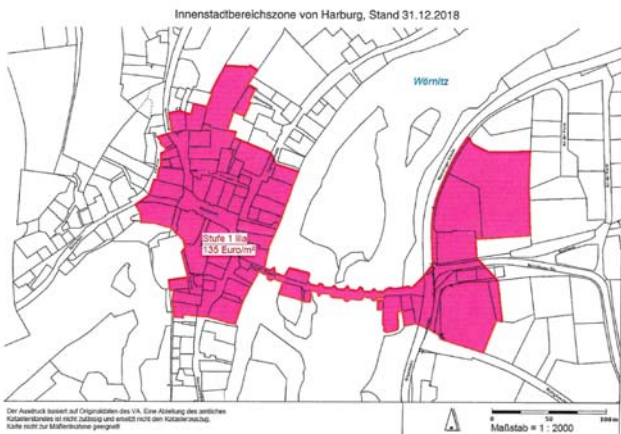 Innenstadtbereichszone von Harburg, Stand 31.12.2018
Wörnitz
Stufe 1 lila
135 Euro/m²
Der Ausdruck basiert auf Originaldaten des VA. Eine Ableitung des amtlichen
Katasterstandes ist nicht zulässig und ersetzt nicht den Katasterauszug.
Karte nicht zur Maßentnahme geeignet!
0 50 100 m
Maßstab = 1 : 2000